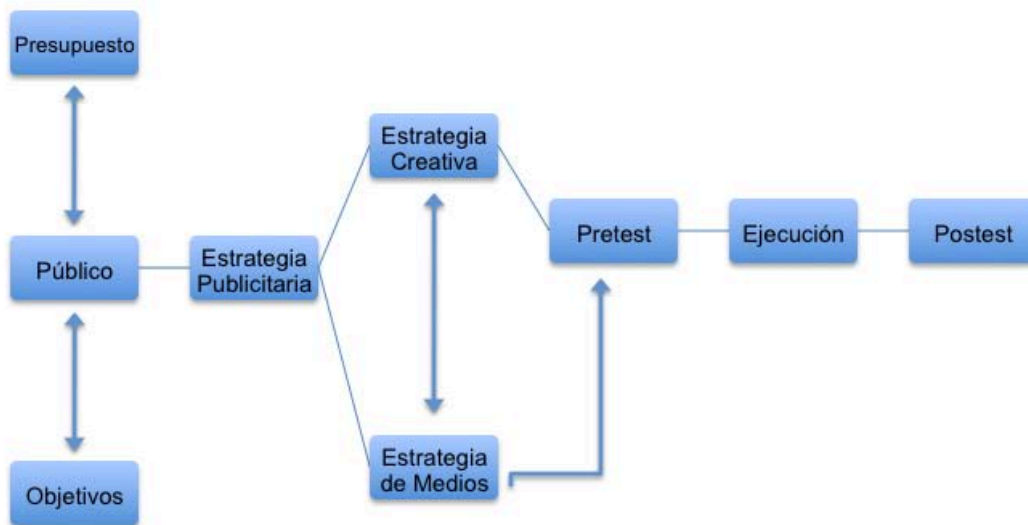 Presupuesto
Estrategia
Creativa
Público
Estrategia
Publicitaria
Pretest
Ejecución
Postest
Estrategia
de Medios
Objetivos